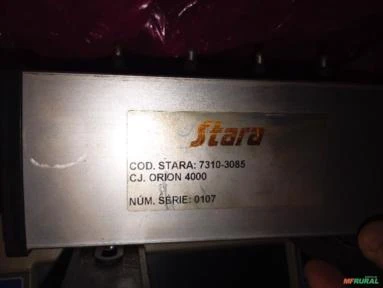 Stara
COD. STARA: 7310-3085
CJ. ORION 4000
NÚM. SÉRIE: 0107
MFRURAL